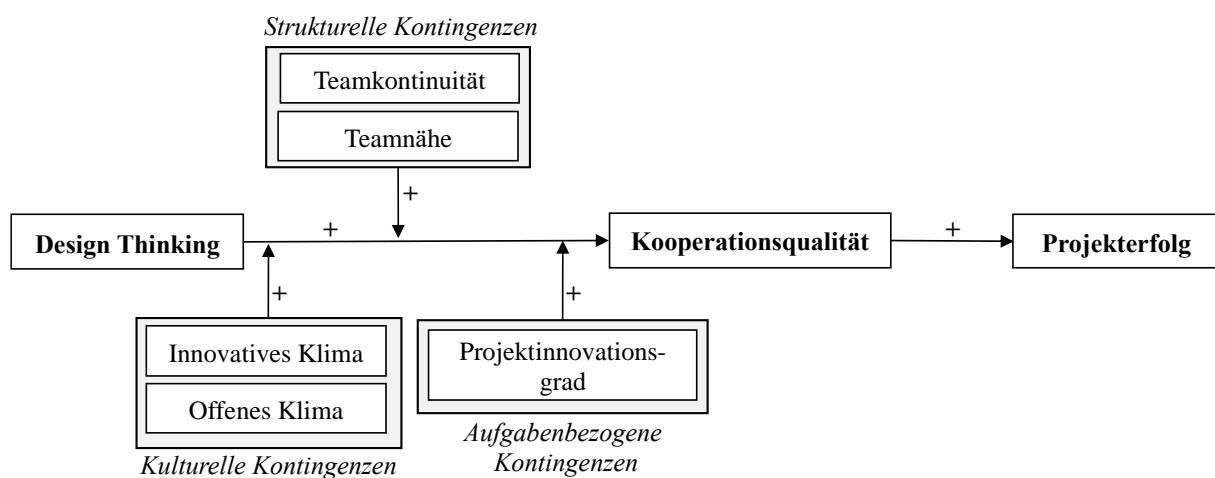 Strukturelle Kontingenzen
Teamkontinuität
Teamnähe
+
Design Thinking
+
Kooperationsqualität
+
Projekterfolg
+
+
Innovatives Klima
Offenes Klima
Kulturelle Kontingenzen
Projektinnovations-
grad
Aufgabenbezogene
Kontingenzen